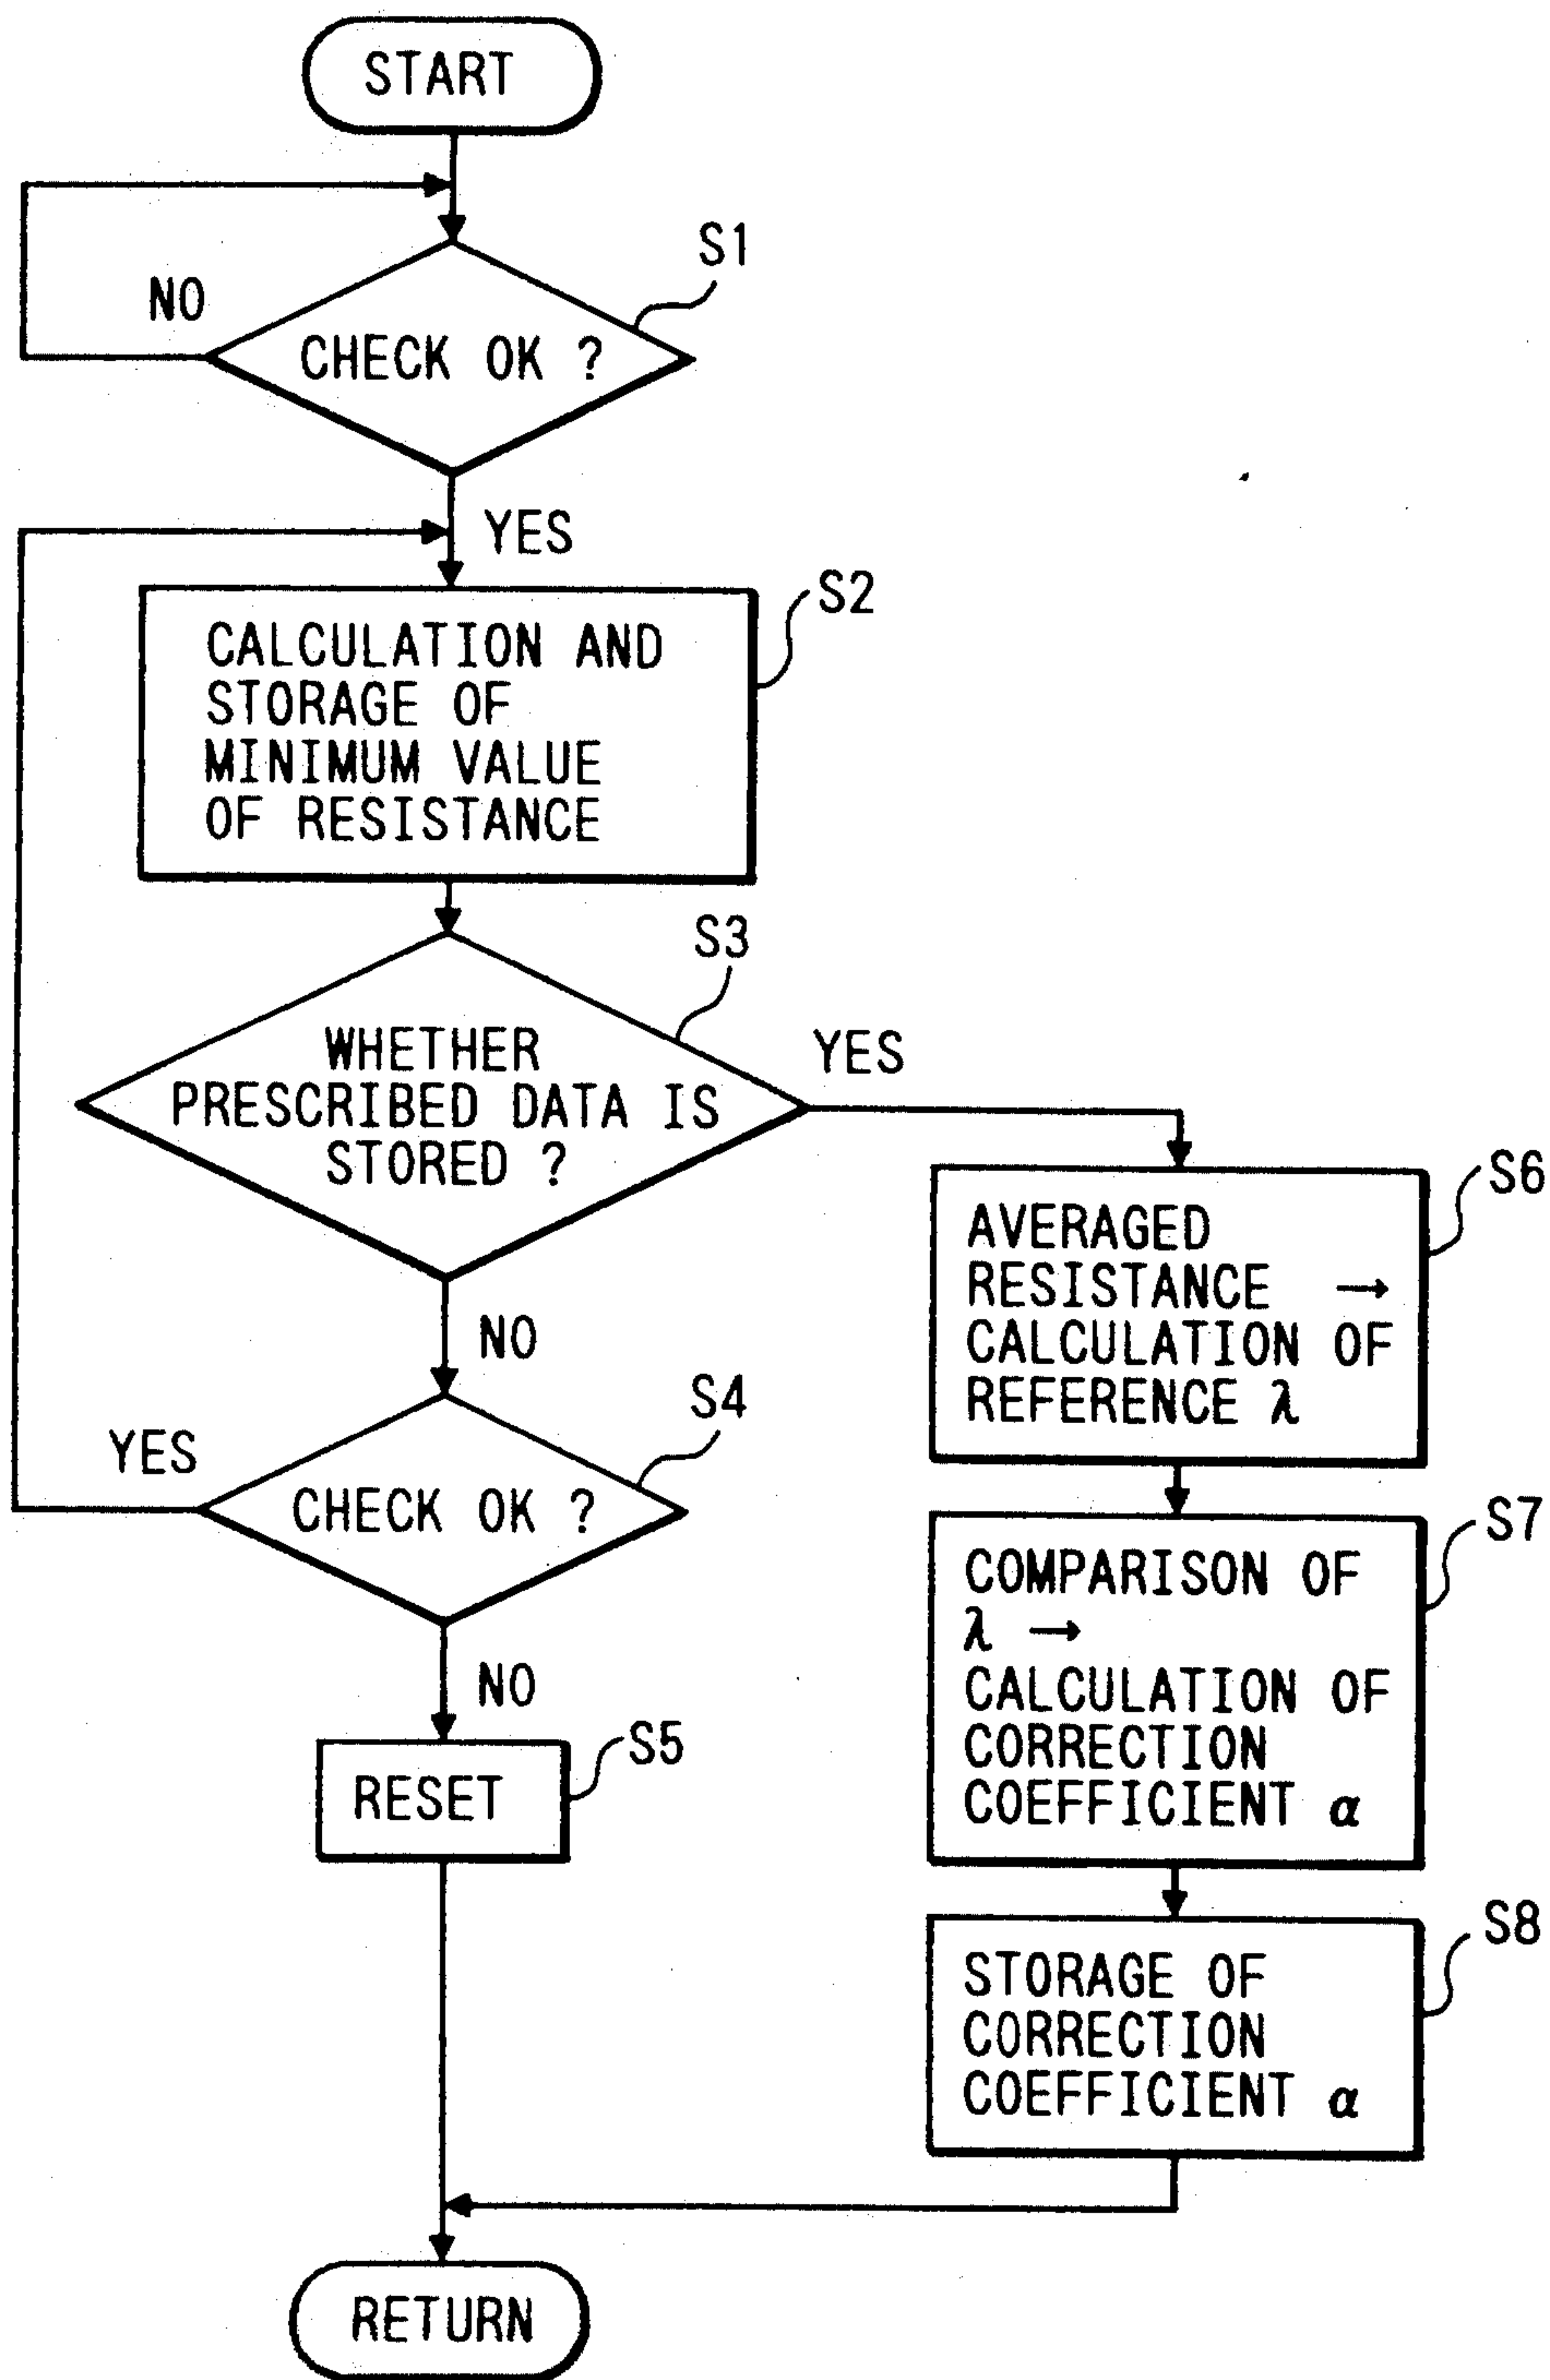 START
NO
S1
CHECK OK ?
YES
S2
CALCULATION AND
STORAGE OF
MINIMUM VALUE
OF RESISTANCE
S3
WHETHER
PRESCRIBED DATA IS
STORED ?
YES
NO
S4
YES
CHECK OK ?
NO
S5
RESET
S6
AVERAGED
RESISTANCE →
CALCULATION OF
REFERENCE λ
S7
COMPARISON OF
λ →
CALCULATION OF
CORRECTION
COEFFICIENT α
S8
STORAGE OF
CORRECTION
COEFFICIENT α
RETURN